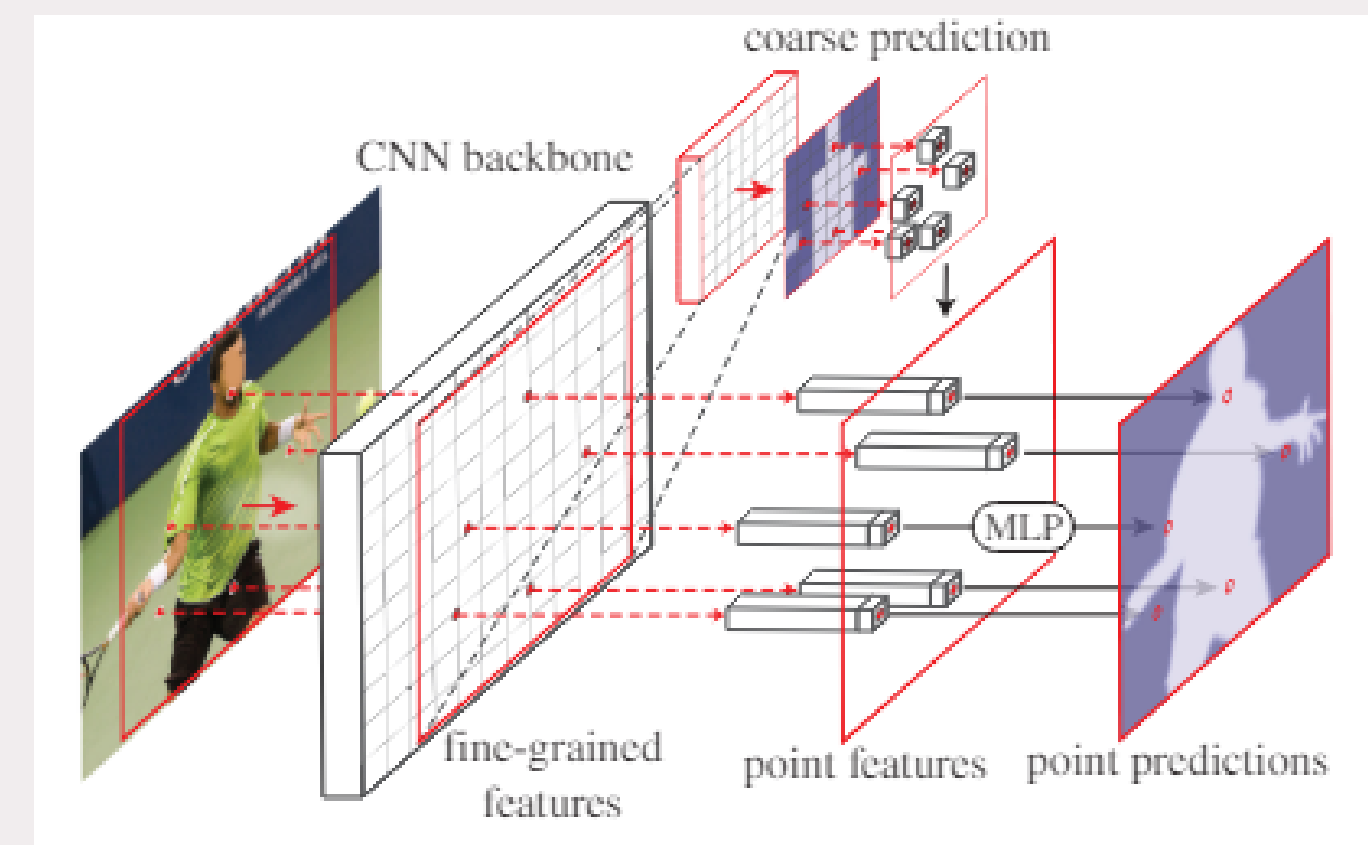 coarse prediction
CNN backbone
MLP
fine-grained
features
point features
point predictions